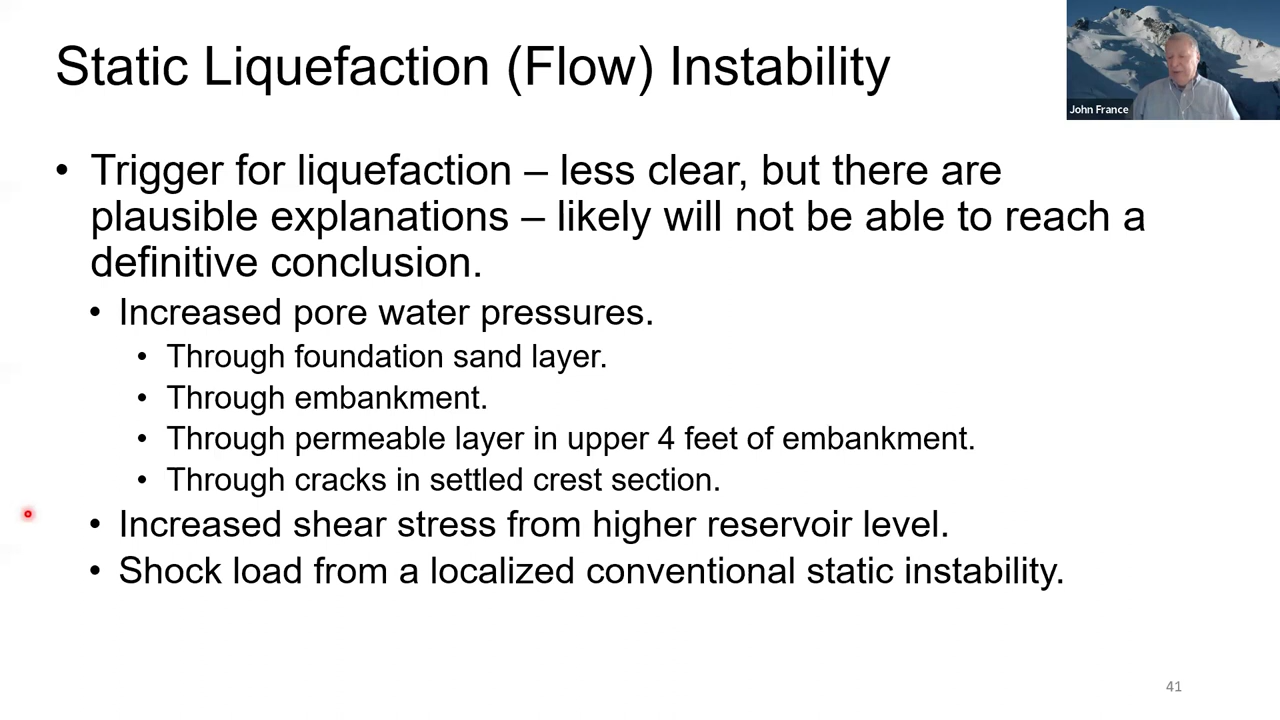 Static Liquefaction (Flow) Instability
John France
• Trigger for liquefaction – less clear, but there are
plausible explanations – likely will not be able to reach a
definitive conclusion.
• Increased pore water pressures.
• Through foundation sand layer.
• Through embankment.
• Through permeable layer in upper 4 feet of embankment.
• Through cracks in settled crest section.
• Increased shear stress from higher reservoir level.
• Shock load from a localized conventional static instability.
41